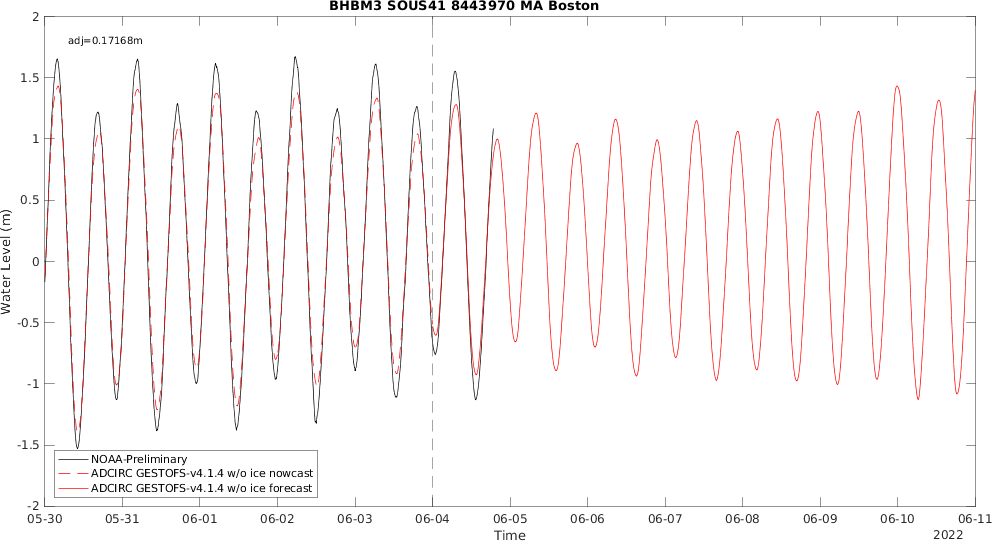 BHBM3 SOUS41 8443970 MA Boston
adj=0.17168m
2
1.5
1
0.5
0
-0.5
-1
-1.5
-2
Water Level (m)
NOAA-Preliminary
ADCIRC GESTOFS-v4.1.4 w/o ice nowcast
ADCIRC GESTOFS-v4.1.4 w/o ice forecast
05-30 05-31 06-01 06-02 06-03 06-04 06-05 06-06 06-07 06-08 06-09 06-10 06-11
Time
2022